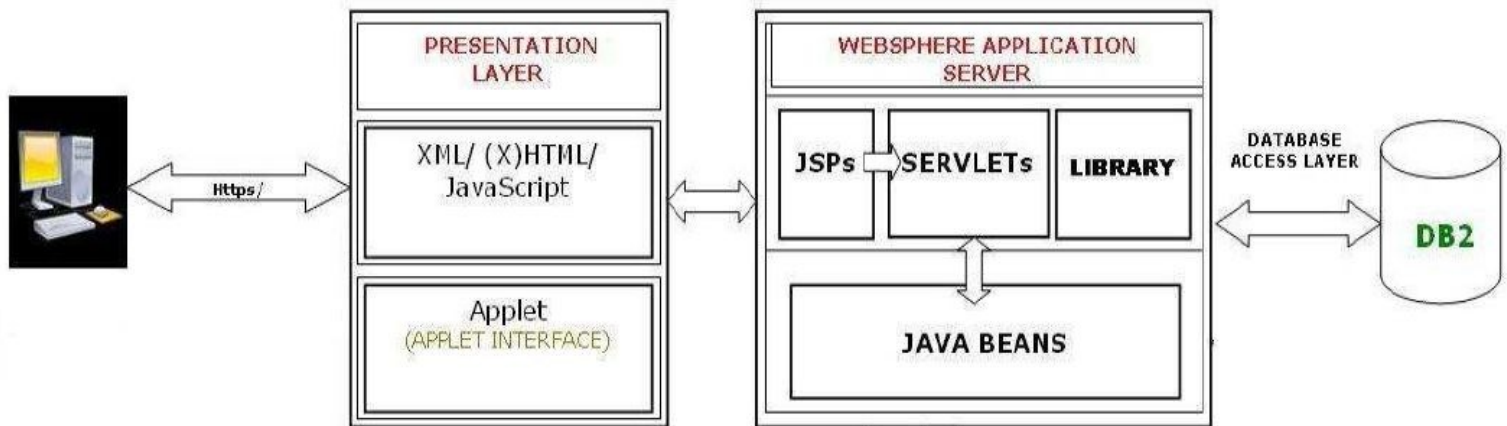 Https/
PRESENTATION
LAYER
XML/ (X)HTML/
JavaScript
Applet
(APPLET INTERFACE)
WEBSPHERE APPLICATION
SERVER
JSPs
SERVLETs
LIBRARY
JAVA BEANS
DATABASE
ACCESS LAYER
DB2